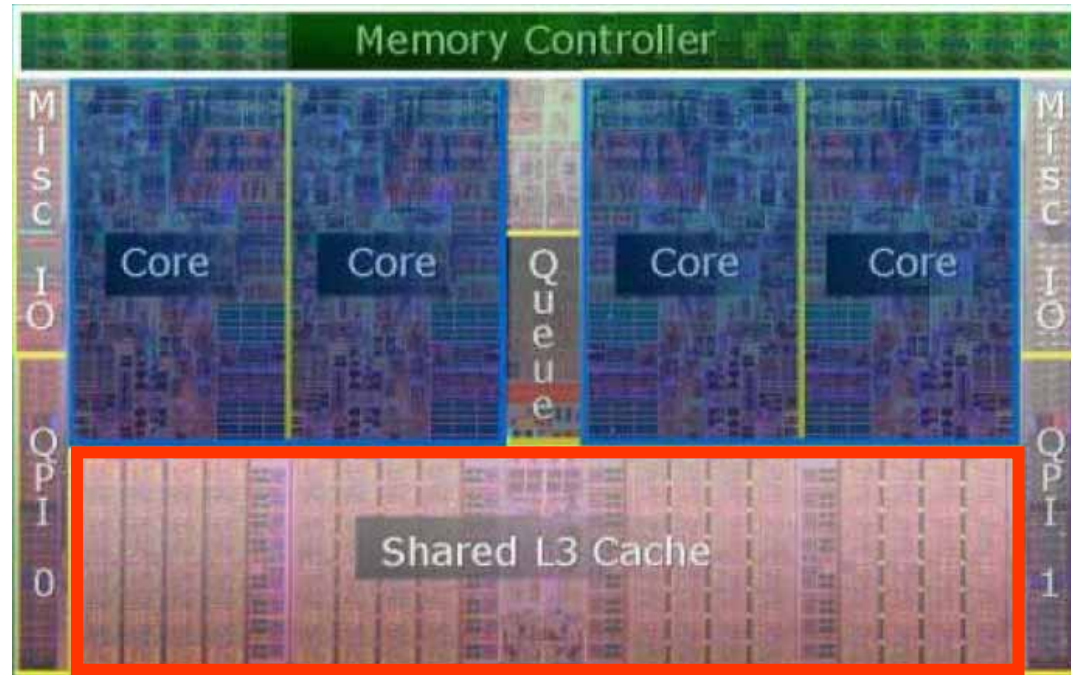 Memory Controller
Misc IO
Core
Core
Queue
Core
Core
Misc IO
QPI 0
Shared L3 Cache
QPI 1